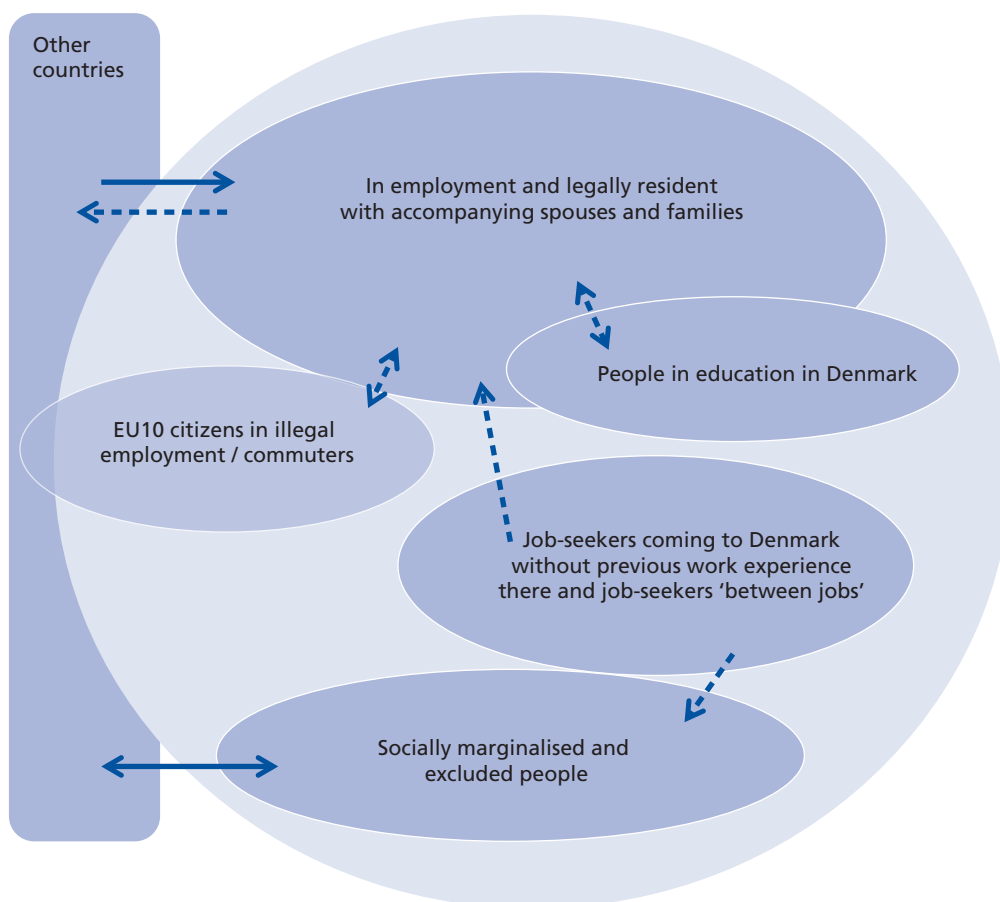 Other
countries
In employment and legally resident
with accompanying spouses and families
People in education in Denmark
EU10 citizens in illegal
employment / commuters
Job-seekers coming to Denmark
without previous work experience
there and job-seekers ‘between jobs’
Socially marginalised and
excluded people